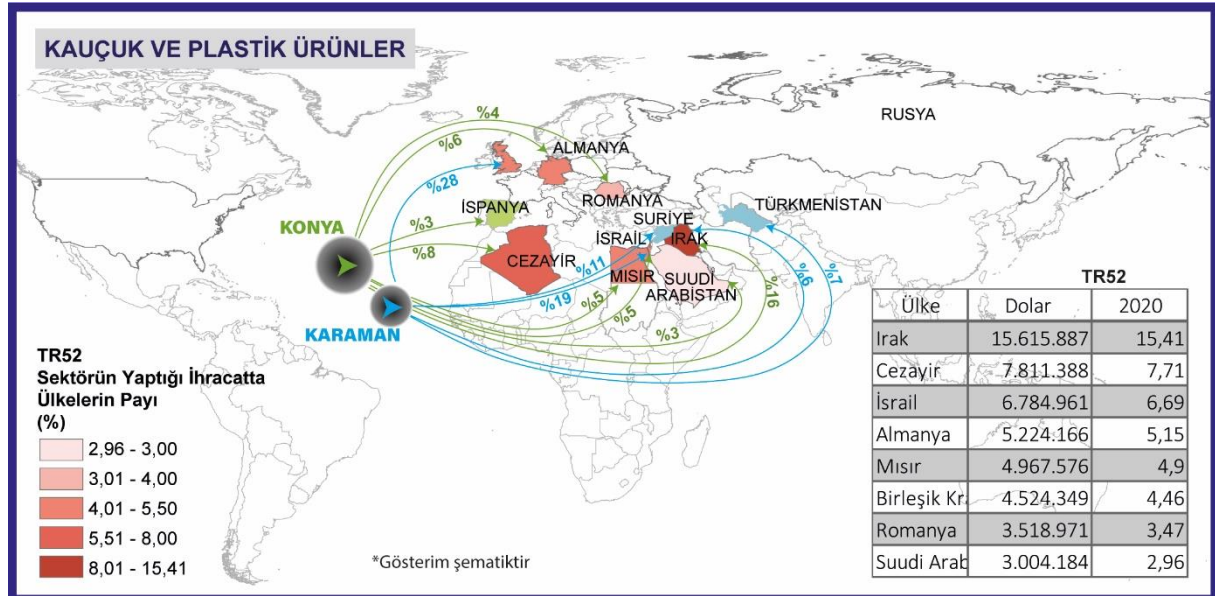 KAUÇUK VE PLASTİK ÜRÜNLER
RUSYA
%4
%6
ALMANYA
%28
İSPANYA
ROMANYA
TÜRKMENİSTAN
KONYA
%3
SURİYE
%8
CEZAYİR
İSRAİL
IRAK
%11
MISIR
SUUDİ
ARABİSTAN
%6
%7
%19
%5
%5
%16
%3
KARAMAN
TR52
Sektörün Yaptığı İhracatta
Ülkelerin Payı
(%)
2,96 - 3,00
3,01 - 4,00
4,01 - 5,50
5,51 - 8,00
8,01 - 15,41
*Gösterim şematiktir
TR52
Ülke Dolar 2020
Irak 15.615.887 15,41
Cezayir 7.811.388 7,71
İsrail 6.784.961 6,69
Almanya 5.224.166 5,15
Mısır 4.967.576 4,9
Birleşik Kr 4.524.349 4,46
Romanya 3.518.971 3,47
Suudi Arab 3.004.184 2,96